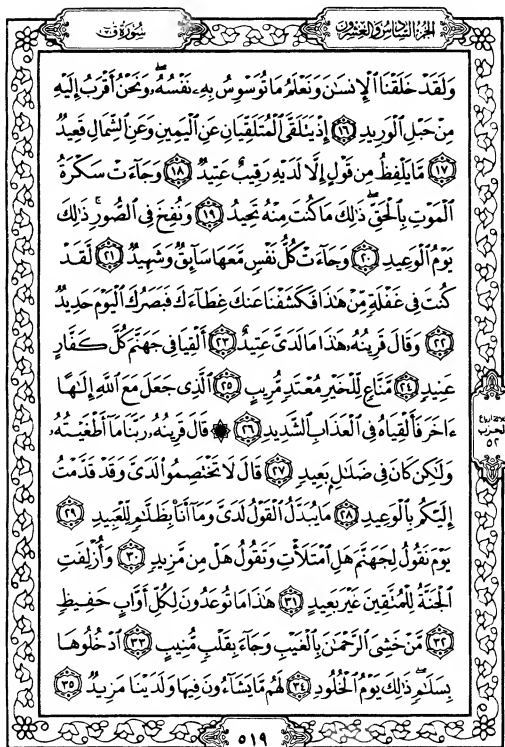 الجزء السادس والعشرون
سورة ق
وَلَقَدْ خَلَقْنَا ٱلْإِنسَٰنَ وَنَعْلَمُ مَا تُوَسْوِسُ بِهِۦ نَفْسُهُۥۖ وَنَحْنُ أَقْرَبُ إِلَيْهِ
مِنْ حَبْلِ ٱلْوَرِيدِ ١٦ إِذْ يَتَلَقَّى ٱلْمُتَلَقِّيَانِ عَنِ ٱلْيَمِينِ وَعَنِ ٱلشِّمَالِ قَعِيدٌ
١٧ مَّا يَلْفِظُ مِن قَوْلٍ إِلَّا لَدَيْهِ رَقِيبٌ عَتِيدٌ ١٨ وَجَآءَتْ سَكْرَةُ
ٱلْمَوْتِ بِٱلْحَقِّۖ ذَٰلِكَ مَا كُنتَ مِنْهُ تَحِيدُ ١٩ وَنُفِخَ فِى ٱلصُّورِۚ ذَٰلِكَ
يَوْمُ ٱلْوَعِيدِ ٢٠ وَجَآءَتْ كُلُّ نَفْسٍ مَّعَهَا سَآئِقٌ وَشَهِيدٌ ٢١ لَّقَدْ
كُنتَ فِى غَفْلَةٍ مِّنْ هَٰذَا فَكَشَفْنَا عَنكَ غِطَآءَكَ فَبَصَرُكَ ٱلْيَوْمَ حَدِيدٌ
٢٢ وَقَالَ قَرِينُهُۥ هَٰذَا مَا لَدَىَّ عَتِيدٌ ٢٣ أَلْقِيَا فِى جَهَنَّمَ كُلَّ كَفَّارٍ
عَنِيدٍ ٢٤ مَّنَّاعٍ لِّلْخَيْرِ مُعْتَدٍ مُّرِيبٍ ٢٥ ٱلَّذِى جَعَلَ مَعَ ٱللَّهِ إِلَٰهًا
ءَاخَرَ فَأَلْقِيَاهُ فِى ٱلْعَذَابِ ٱلشَّدِيدِ ٢٦ ۞ قَالَ قَرِينُهُۥ رَبَّنَا مَآ أَطْغَيْتُهُۥ
وَلَٰكِن كَانَ فِى ضَلَٰلٍۭ بَعِيدٍ ٢٧ قَالَ لَا تَخْتَصِمُوا۟ لَدَىَّ وَقَدْ قَدَّمْتُ
إِلَيْكُم بِٱلْوَعِيدِ ٢٨ مَا يُبَدَّلُ ٱلْقَوْلُ لَدَىَّ وَمَآ أَنَا۠ بِظَلَّٰمٍ لِّلْعَبِيدِ ٢٩
يَوْمَ نَقُولُ لِجَهَنَّمَ هَلِ ٱمْتَلَأْتِ وَتَقُولُ هَلْ مِن مَّزِيدٍ ٣٠ وَأُزْلِفَتِ
ٱلْجَنَّةُ لِلْمُتَّقِينَ غَيْرَ بَعِيدٍ ٣١ هَٰذَا مَا تُوعَدُونَ لِكُلِّ أَوَّابٍ حَفِيظٍ
٣٢ مَّنْ خَشِىَ ٱلرَّحْمَٰنَ بِٱلْغَيْبِ وَجَآءَ بِقَلْبٍ مُّنِيبٍ ٣٣ ٱدْخُلُوهَا
بِسَلَٰمٍۖ ذَٰلِكَ يَوْمُ ٱلْخُلُودِ ٣٤ لَهُم مَّا يَشَآءُونَ فِيهَا وَلَدَيْنَا مَزِيدٌ ٣٥
الحزب
٥٢
٥١٩